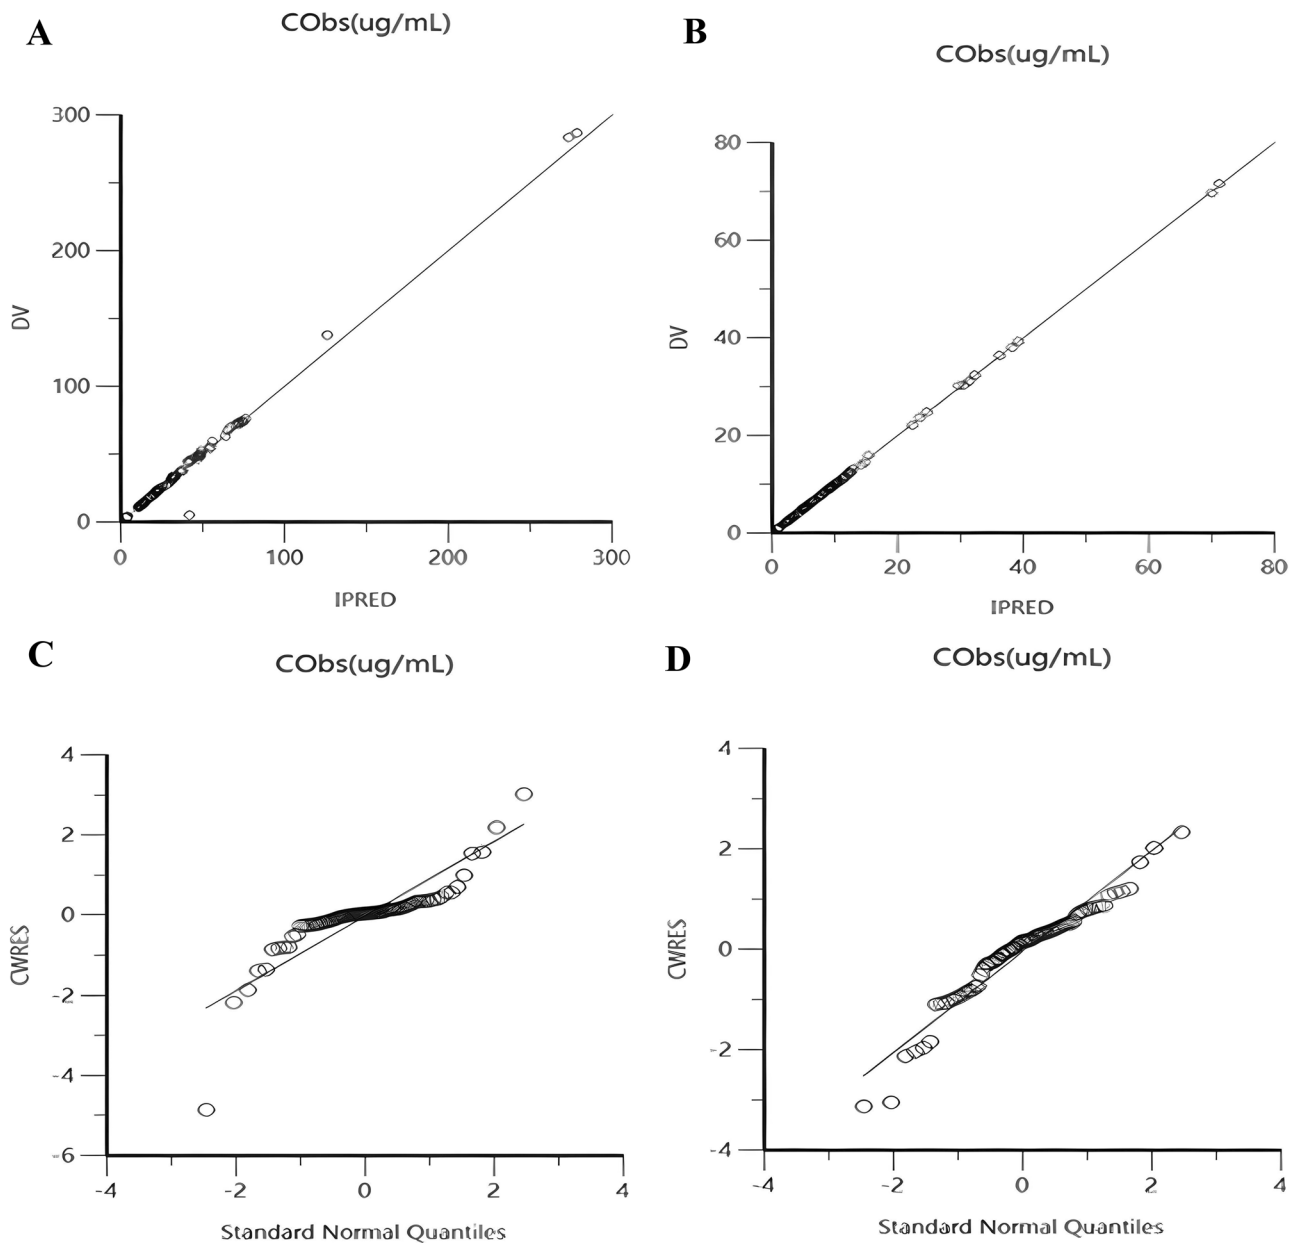 A
CObs(ug/mL)
300
200
100
0
DV
0 100 200 300
IPRED
B
CObs(ug/mL)
80
60
40
20
0
DV
0 20 40 60 80
IPRED
C
CObs(ug/mL)
4
2
0
-2
-4
-6
CWRES
-4 -2 0 2 4
Standard Normal Quantiles
D
CObs(ug/mL)
4
2
0
-2
-4
CWRES
-4 -2 0 2 4
Standard Normal Quantiles